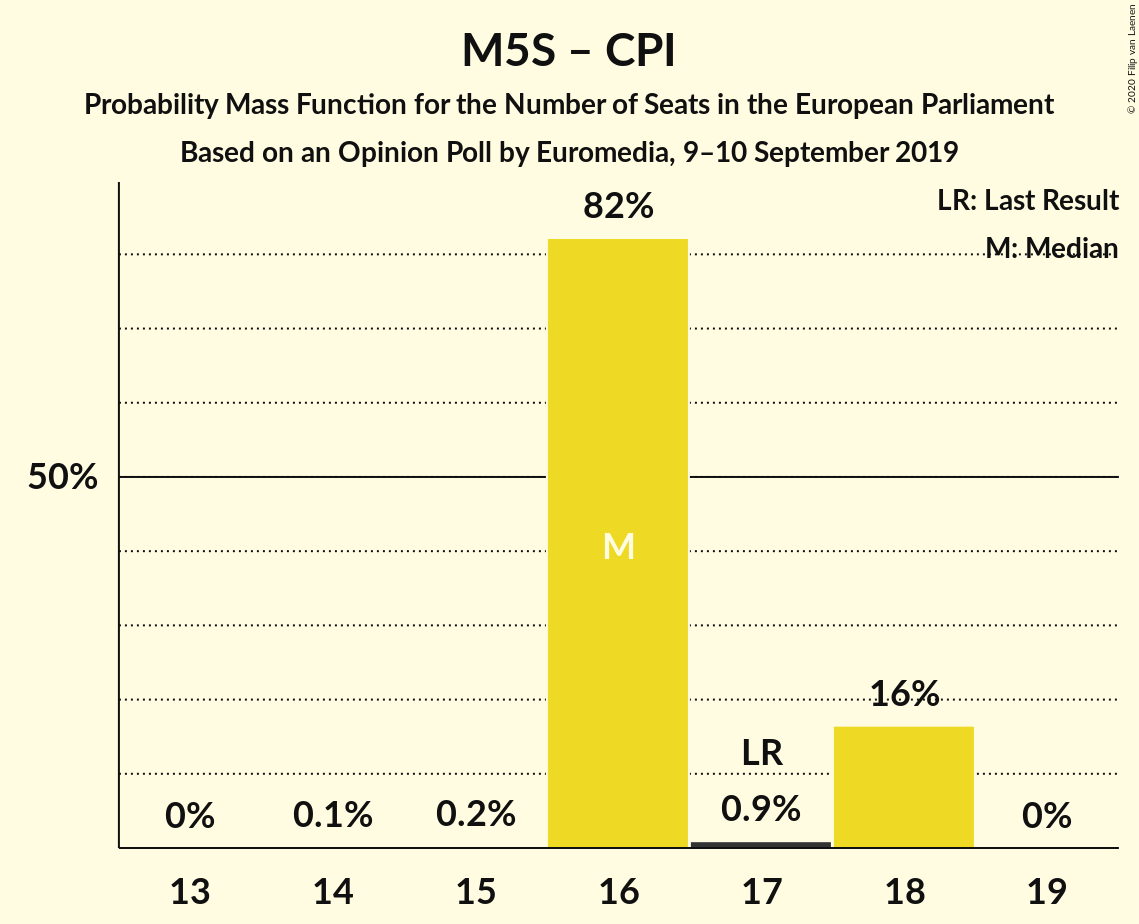 M5S – CPI
Probability Mass Function for the Number of Seats in the European Parliament
Based on an Opinion Poll by Euromedia, 9–10 September 2019
© 2020 Filip van Laenen
LR: Last Result
M: Median
82%
50%
M
16%
LR
0%
0.1%
0.2%
0.9%
0%
13 14 15 16 17 18 19